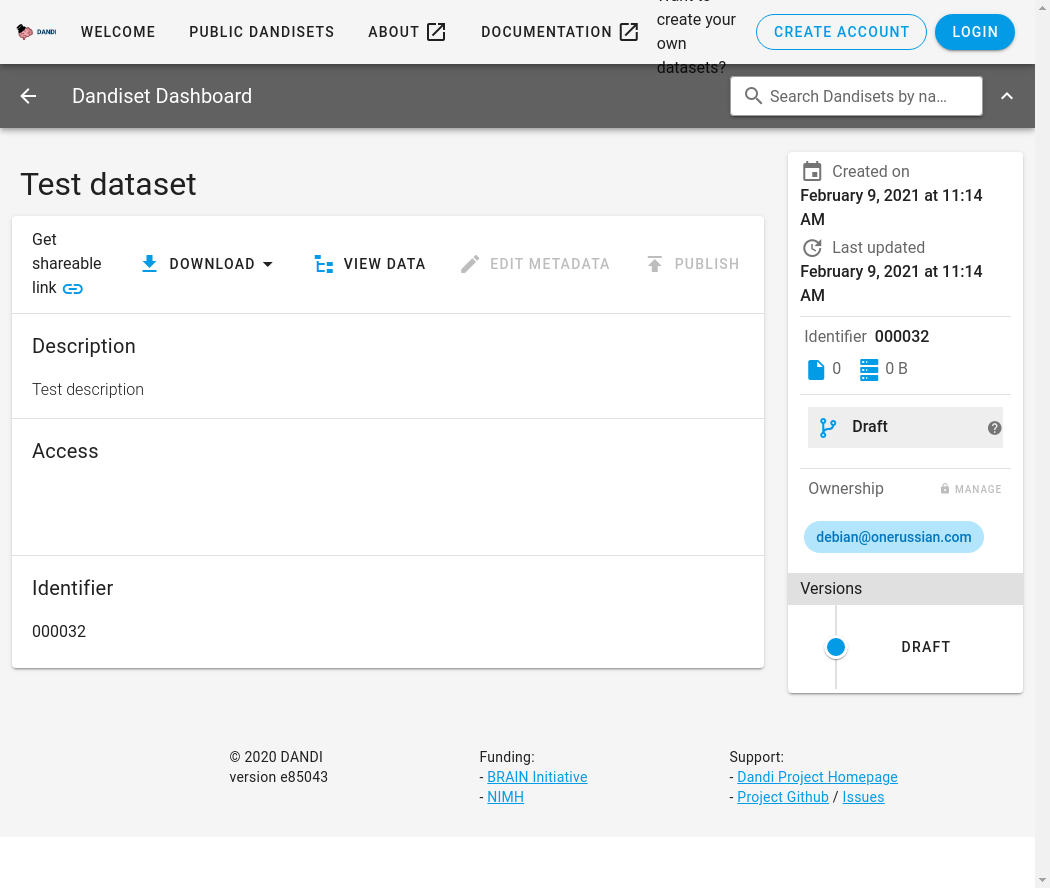 DANDI
WELCOME
PUBLIC DANDISETS
ABOUT
DOCUMENTATION
create your
own
datasets?
CREATE ACCOUNT
LOGIN
Dandiset Dashboard
Search Dandisets by na...
Test dataset
Get
shareable
link
DOWNLOAD
VIEW DATA
EDIT METADATA
PUBLISH
Description
Test description
Access
Identifier
000032
Created on
February 9, 2021 at 11:14
AM
Last updated
February 9, 2021 at 11:14
AM
Identifier 000032
0
0 B
Draft
Ownership
MANAGE
debian@onerussian.com
Versions
DRAFT
© 2020 DANDI
version e85043
Funding:
- BRAIN Initiative
- NIMH
Support:
- Dandi Project Homepage
- Project Github / Issues